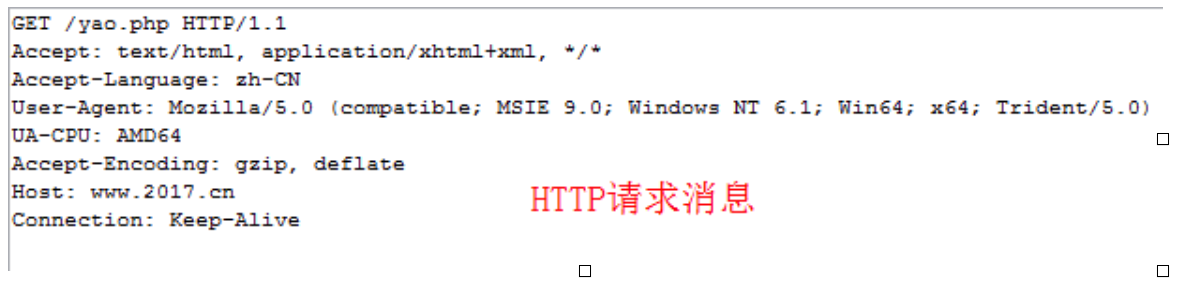 GET /yao.php HTTP/1.1
Accept: text/html, application/xhtml+xml, */*
Accept-Language: zh-CN
User-Agent: Mozilla/5.0 (compatible; MSIE 9.0; Windows NT 6.1; Win64; x64; Trident/5.0)
UA-CPU: AMD64
Accept-Encoding: gzip, deflate
Host: www.2017.cn
HTTP请求消息
Connection: Keep-Alive